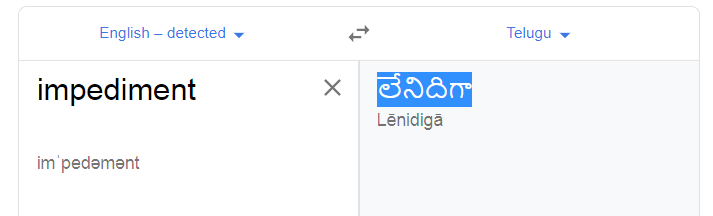 English – detected Telugu
impediment లేనిదిగా
Lēnidigā
imˈpedəmənt